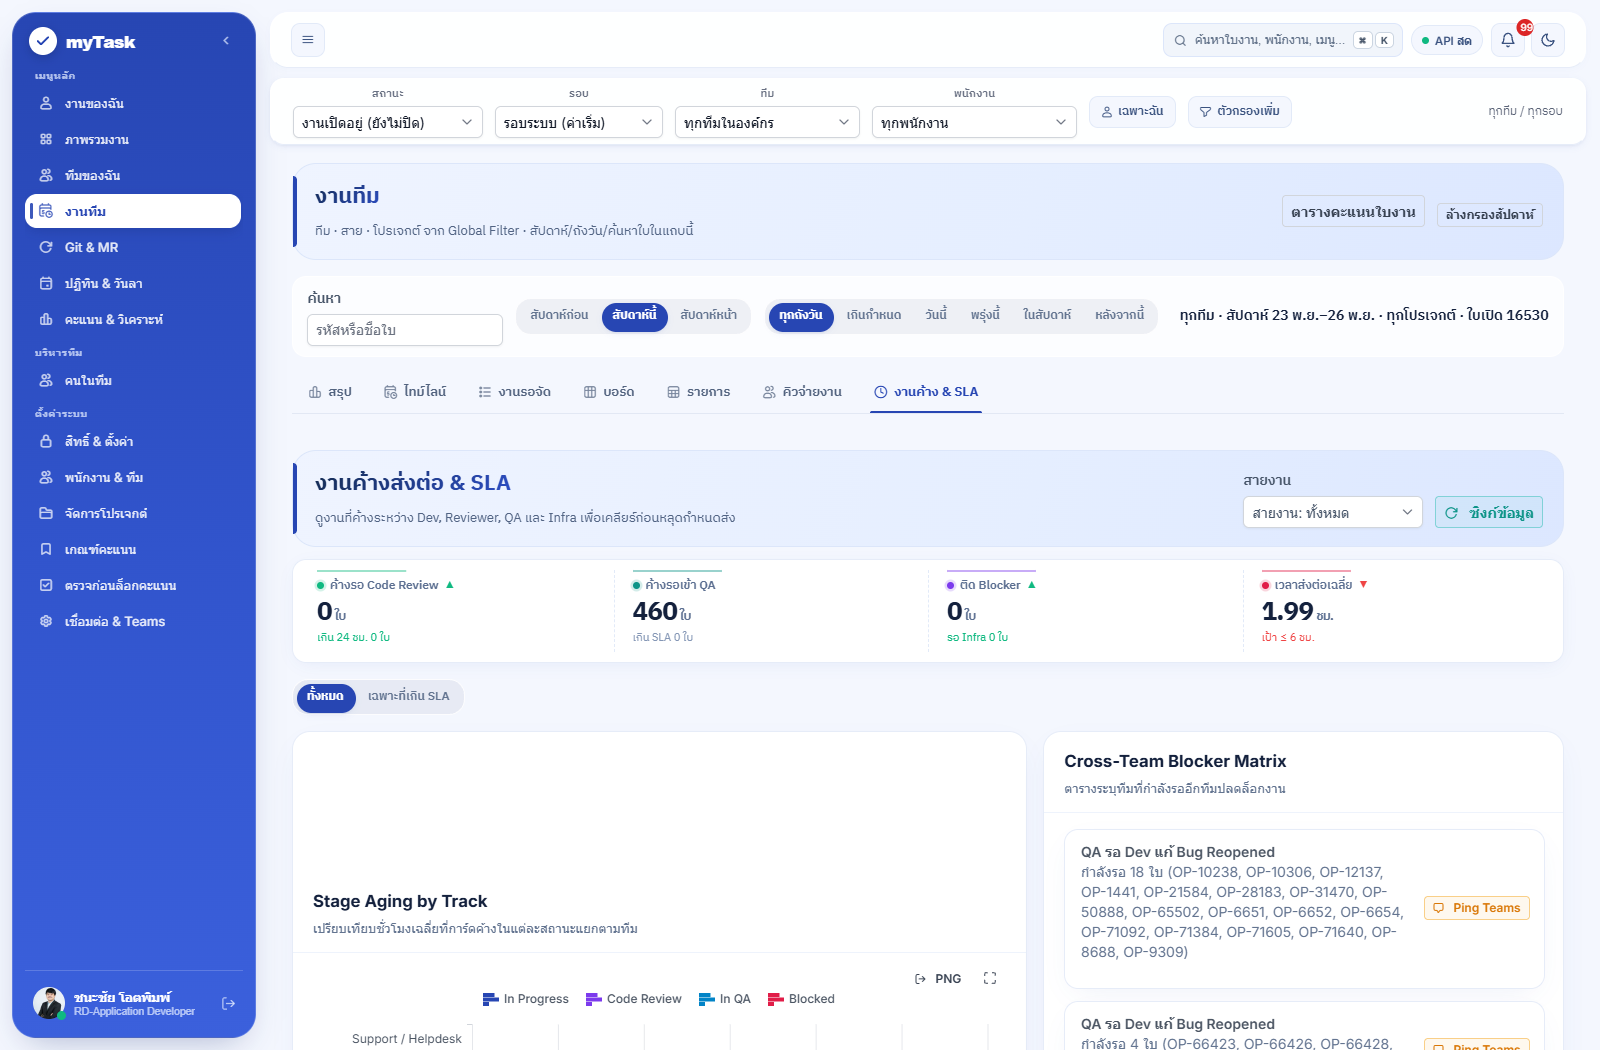 myTask
เมนูหลัก
งานของฉัน
ภาพรวมงาน
ทีมของฉัน
งานทีม
Git & MR
ปฏิทิน & วันลา
คะแนน & วิเคราะห์
บริหารทีม
คนในทีม
ตั้งค่าระบบ
สิทธิ์ & ตั้งค่า
พนักงาน & ทีม
จัดการโปรเจกต์
เกณฑ์คะแนน
ตรวจก่อนล็อกคะแนน
เชื่อมต่อ & Teams
ชนะชัย โอดพิมพ์
RD-Application Developer
ค้นหาใบงาน, พนักงาน, เมนู... ⌘ K
API สด
99
สถานะ
งานเปิดอยู่ (ยังไม่ปิด)
รอบ
รอบระบบ (ค่าเริ่ม)
ทีม
ทุกทีมในองค์กร
พนักงาน
ทุกพนักงาน
เฉพาะฉัน
ตัวกรองเพิ่ม
ทุกทีม / ทุกรอบ
งานทีม
ทีม · สาย · โปรเจกต์ จาก Global Filter · สัปดาห์/ถังวัน/ค้นหาใบในแถบนี้
ตารางคะแนนใบงาน
ล้างกรองสัปดาห์
ค้นหา
รหัสหรือชื่อใบ
สัปดาห์ก่อน สัปดาห์นี้ สัปดาห์หน้า
ทุกถังวัน เกินกำหนด วันนี้ พรุ่งนี้ ในสัปดาห์ หลังจากนี้
ทุกทีม · สัปดาห์ 23 พ.ย.–26 พ.ย. · ทุกโปรเจกต์ · ใบเปิด 16530
สรุป ไทม์ไลน์ งานรอจัด บอร์ด รายการ คิวจ่ายงาน งานค้าง & SLA
งานค้างส่งต่อ & SLA
ดูงานที่ค้างระหว่าง Dev, Reviewer, QA และ Infra เพื่อเคลียร์ก่อนหลุดกำหนดส่ง
สายงาน
สายงาน: ทั้งหมด
ซิงก์ข้อมูล
ค้างรอ Code Review ▲
0 ใบ
เกิน 24 ชม. 0 ใบ
ค้างรอเข้า QA
460 ใบ
เกิน SLA 0 ใบ
ติด Blocker ▲
0 ใบ
รอ Infra 0 ใบ
เวลาส่งต่อเฉลี่ย ▼
1.99 ชม.
เป้า ≤ 6 ชม.
ทั้งหมด เฉพาะที่เกิน SLA
Stage Aging by Track
เปรียบเทียบชั่วโมงเฉลี่ยที่การ์ดค้างในแต่ละสถานะแยกตามทีม
PNG
In Progress Code Review In QA Blocked
Support / Helpdesk
Cross-Team Blocker Matrix
ตารางระบุทีมที่กำลังรออีกทีมปลดล็อกงาน
QA รอ Dev แก้ Bug Reopened
กำลังรอ 18 ใบ (OP-10238, OP-10306, OP-12137,
OP-1441, OP-21584, OP-28183, OP-31470, OP-
50888, OP-65502, OP-6651, OP-6652, OP-6654,
OP-71092, OP-71384, OP-71605, OP-71640, OP-
8688, OP-9309)
Ping Teams
QA รอ Dev แก้ Bug Reopened
กำลังรอ 4 ใบ (OP-66423, OP-66426, OP-66428,
Ping Teams